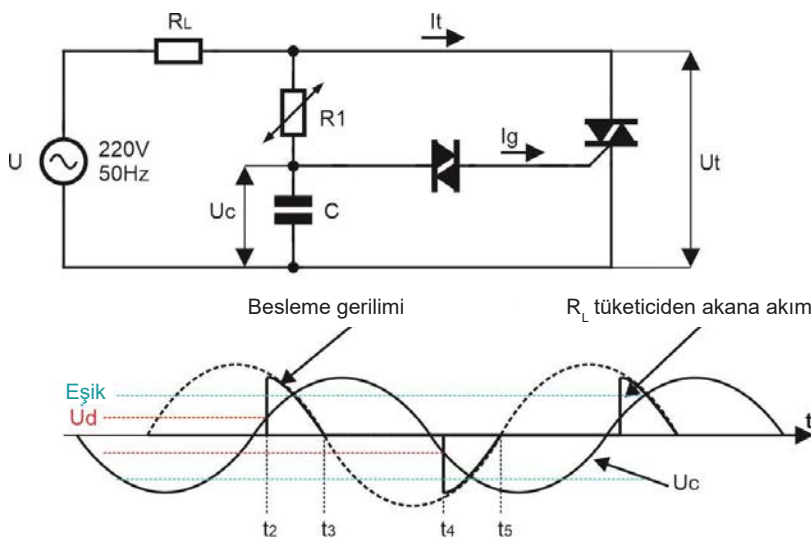 RL
It
R1
Ig
U
220V
50Hz
Uc
C
Ut
Besleme gerilimi
RL tüketiciden akana akım
Eşik
Ud
t
Uc
t2
t3
t4
t5